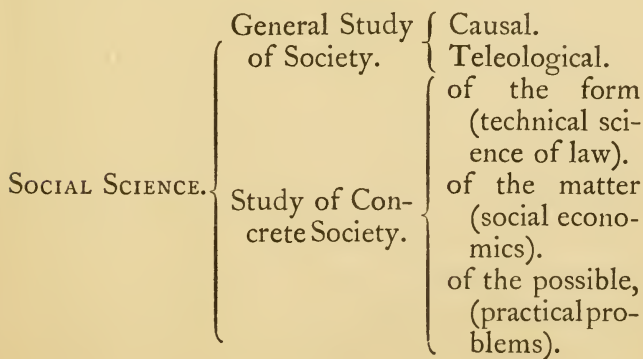 SOCIAL SCIENCE.
General Study
of Society.
Causal.
Teleological.
Study of Con-
crete Society.
of the form
(technical sci-
ence of law).
of the matter
(social econo-
mics).
of the possible,
(practical pro-
blems).